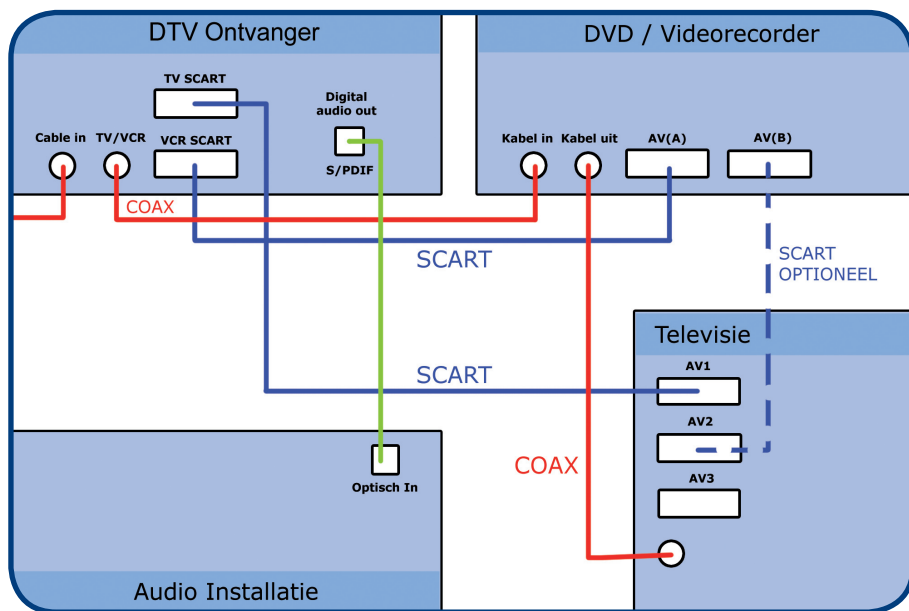 DTV Ontvanger
TV SCART
Digital
audio out
Cable in
TV/VCR
VCR SCART
S/PDIF
COAX
DVD / Videorecorder
Kabel in
Kabel uit
AV(A)
AV(B)
SCART
SCART
OPTIONEEL
Televisie
AV1
SCART
AV2
AV3
COAX
Optisch In
Audio Installatie